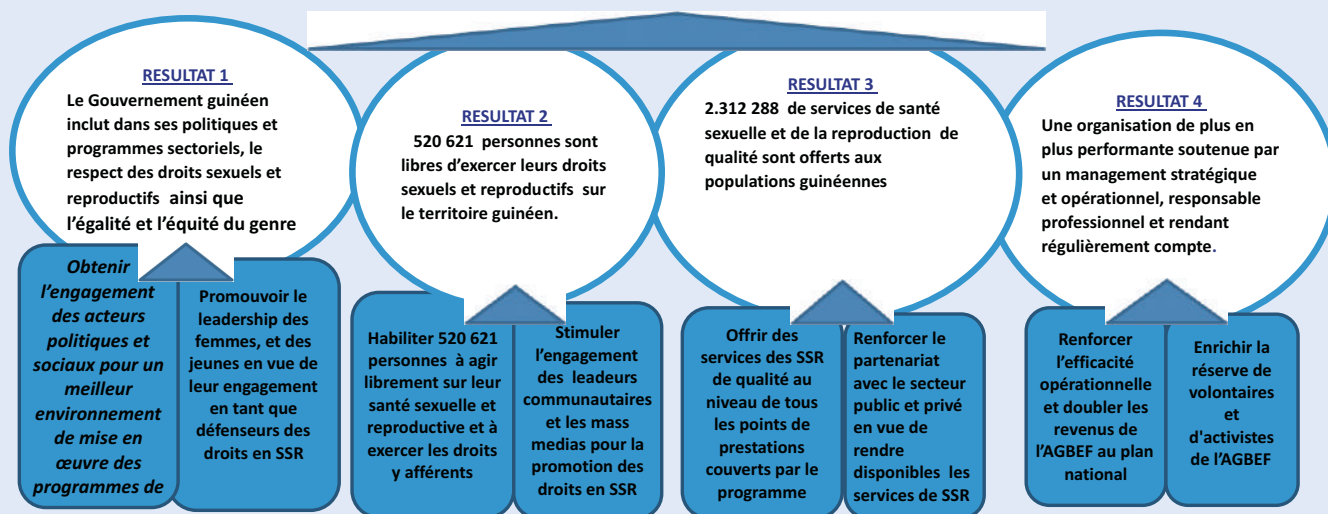 RESULTAT 1
Le Gouvernement guinéen
inclut dans ses politiques et
programmes sectoriels, le
respect des droits sexuels et
reproductifs ainsi que
l’égalité et l’équité du genre
Obtenir
l’engagement
des acteurs
politiques et
sociaux pour un
meilleur
environnement
de mise en
œuvre des
programmes de
Promouvoir le
leadership des
femmes, et des
jeunes en vue de
leur engagement
en tant que
défenseurs des
droits en SSR
RESULTAT 2
520 621 personnes sont
libres d’exercer leurs droits
sexuels et reproductifs sur
le territoire guinéen.
Habiliter 520 621
personnes à agir
librement sur leur
santé sexuelle et
reproductive et à
exercer les droits
y afférents
Stimuler
l’engagement
des leadeurs
communautaires
et les mass
medias pour la
promotion des
droits en SSR
RESULTAT 3
2.312 288 de services de santé
sexuelle et de la reproduction de
qualité sont offerts aux
populations guinéennes
Offrir des
services des SSR
de qualité au
niveau de tous
les points de
prestations
couverts par le
programme
Renforcer le
partenariat
avec le secteur
public et privé
en vue de
rendre
disponibles les
services de SSR
RESULTAT 4
Une organisation de plus en
plus performante soutenue par
un management stratégique
et opérationnel, responsable
professionnel et rendant
régulièrement compte.
Renforcer
l’efficacité
opérationnelle
et doubler les
revenus de
l’AGBEF au plan
national
Enrichir la
réserve de
volontaires
et
d'activistes
de l’AGBEF